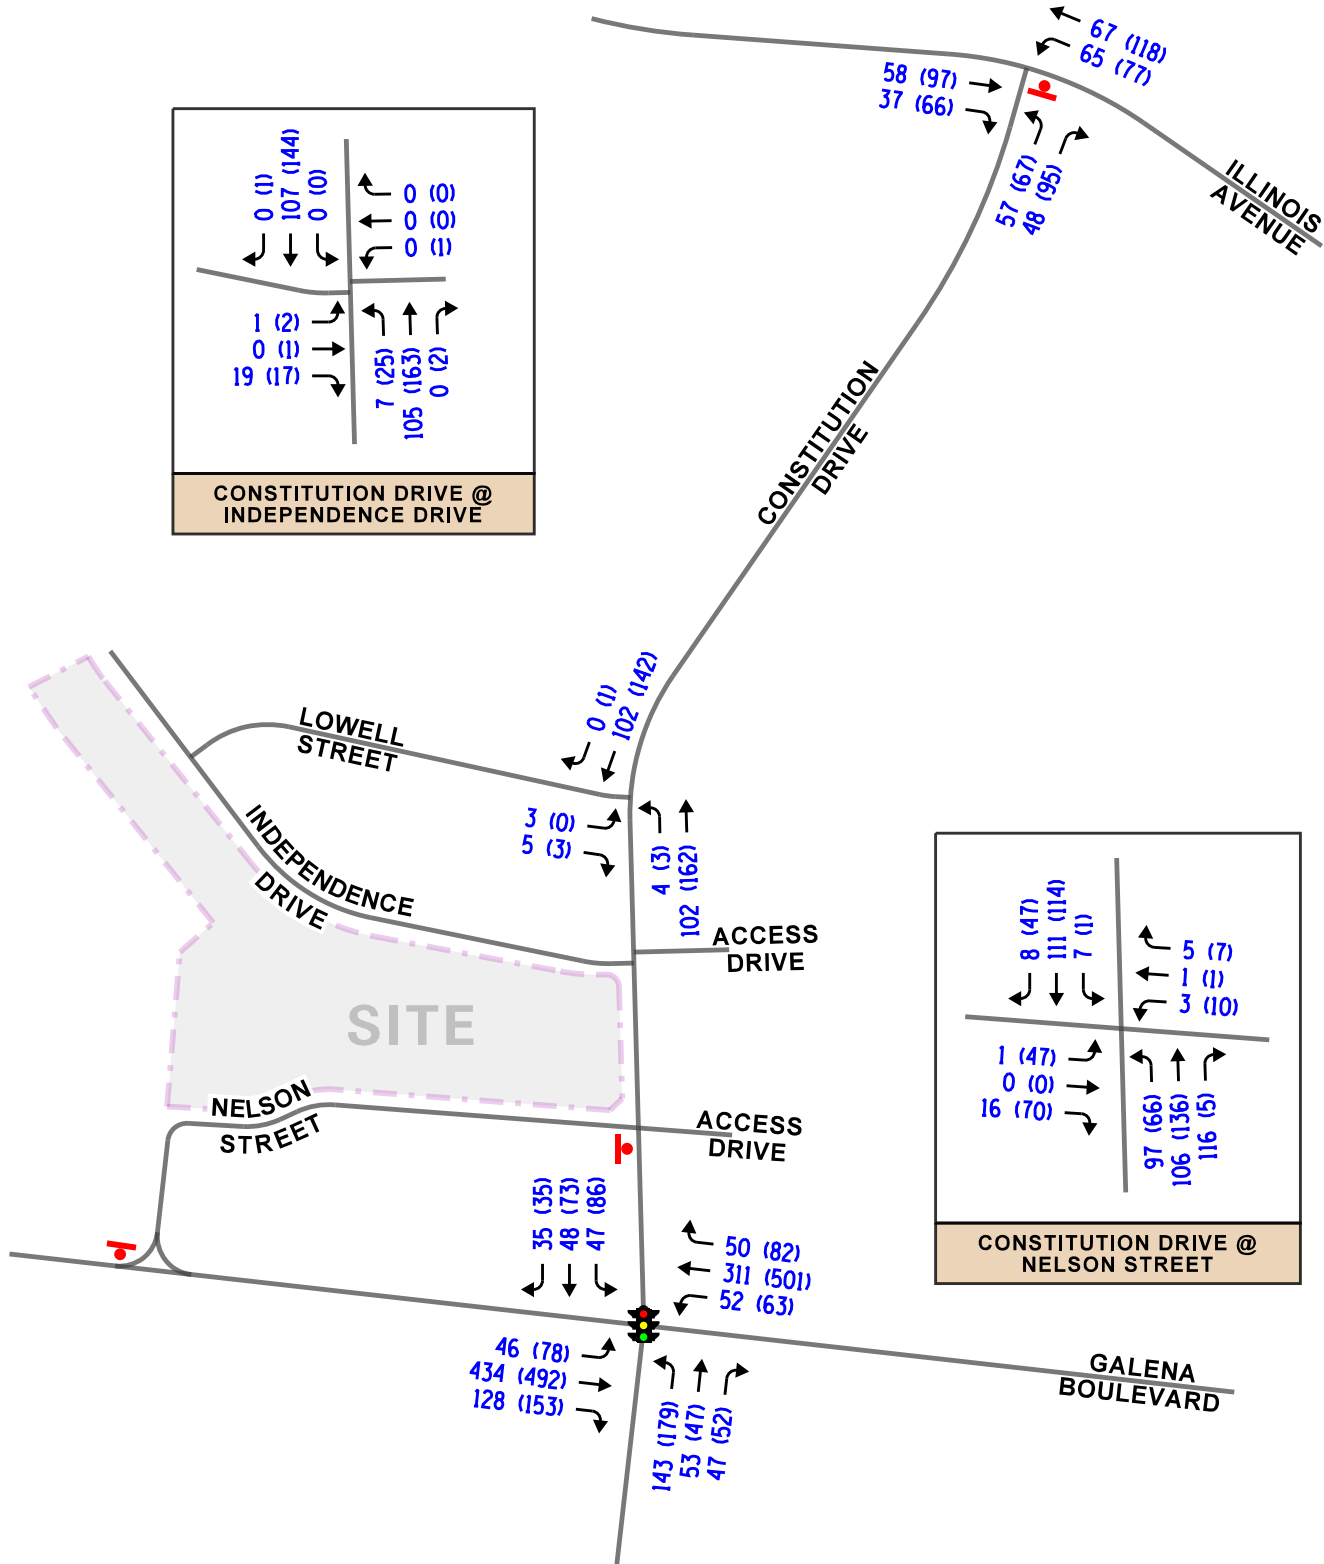 67 (118)
65 (77)
58 (97)
37 (66)
57 (67)
48 (95)
ILLINOIS
AVENUE
0 (1)
107 (144)
0 (0)
0 (0)
0 (0)
0 (1)
1 (2)
0 (1)
19 (17)
7 (25)
105 (163)
0 (2)
CONSTITUTION DRIVE @
INDEPENDENCE DRIVE
CONSTITUTION
DRIVE
0 (1)
102 (142)
LOWELL
STREET
3 (0)
5 (3)
4 (3)
102 (162)
INDEPENDENCE
DRIVE
ACCESS
DRIVE
SITE
8 (47)
111 (114)
7 (1)
5 (7)
1 (1)
3 (10)
1 (47)
0 (0)
16 (70)
97 (66)
106 (136)
116 (5)
CONSTITUTION DRIVE @
NELSON STREET
NELSON
STREET
ACCESS
DRIVE
35 (35)
48 (73)
47 (86)
50 (82)
311 (501)
52 (63)
46 (78)
434 (492)
128 (153)
143 (179)
53 (47)
47 (52)
GALENA
BOULEVARD